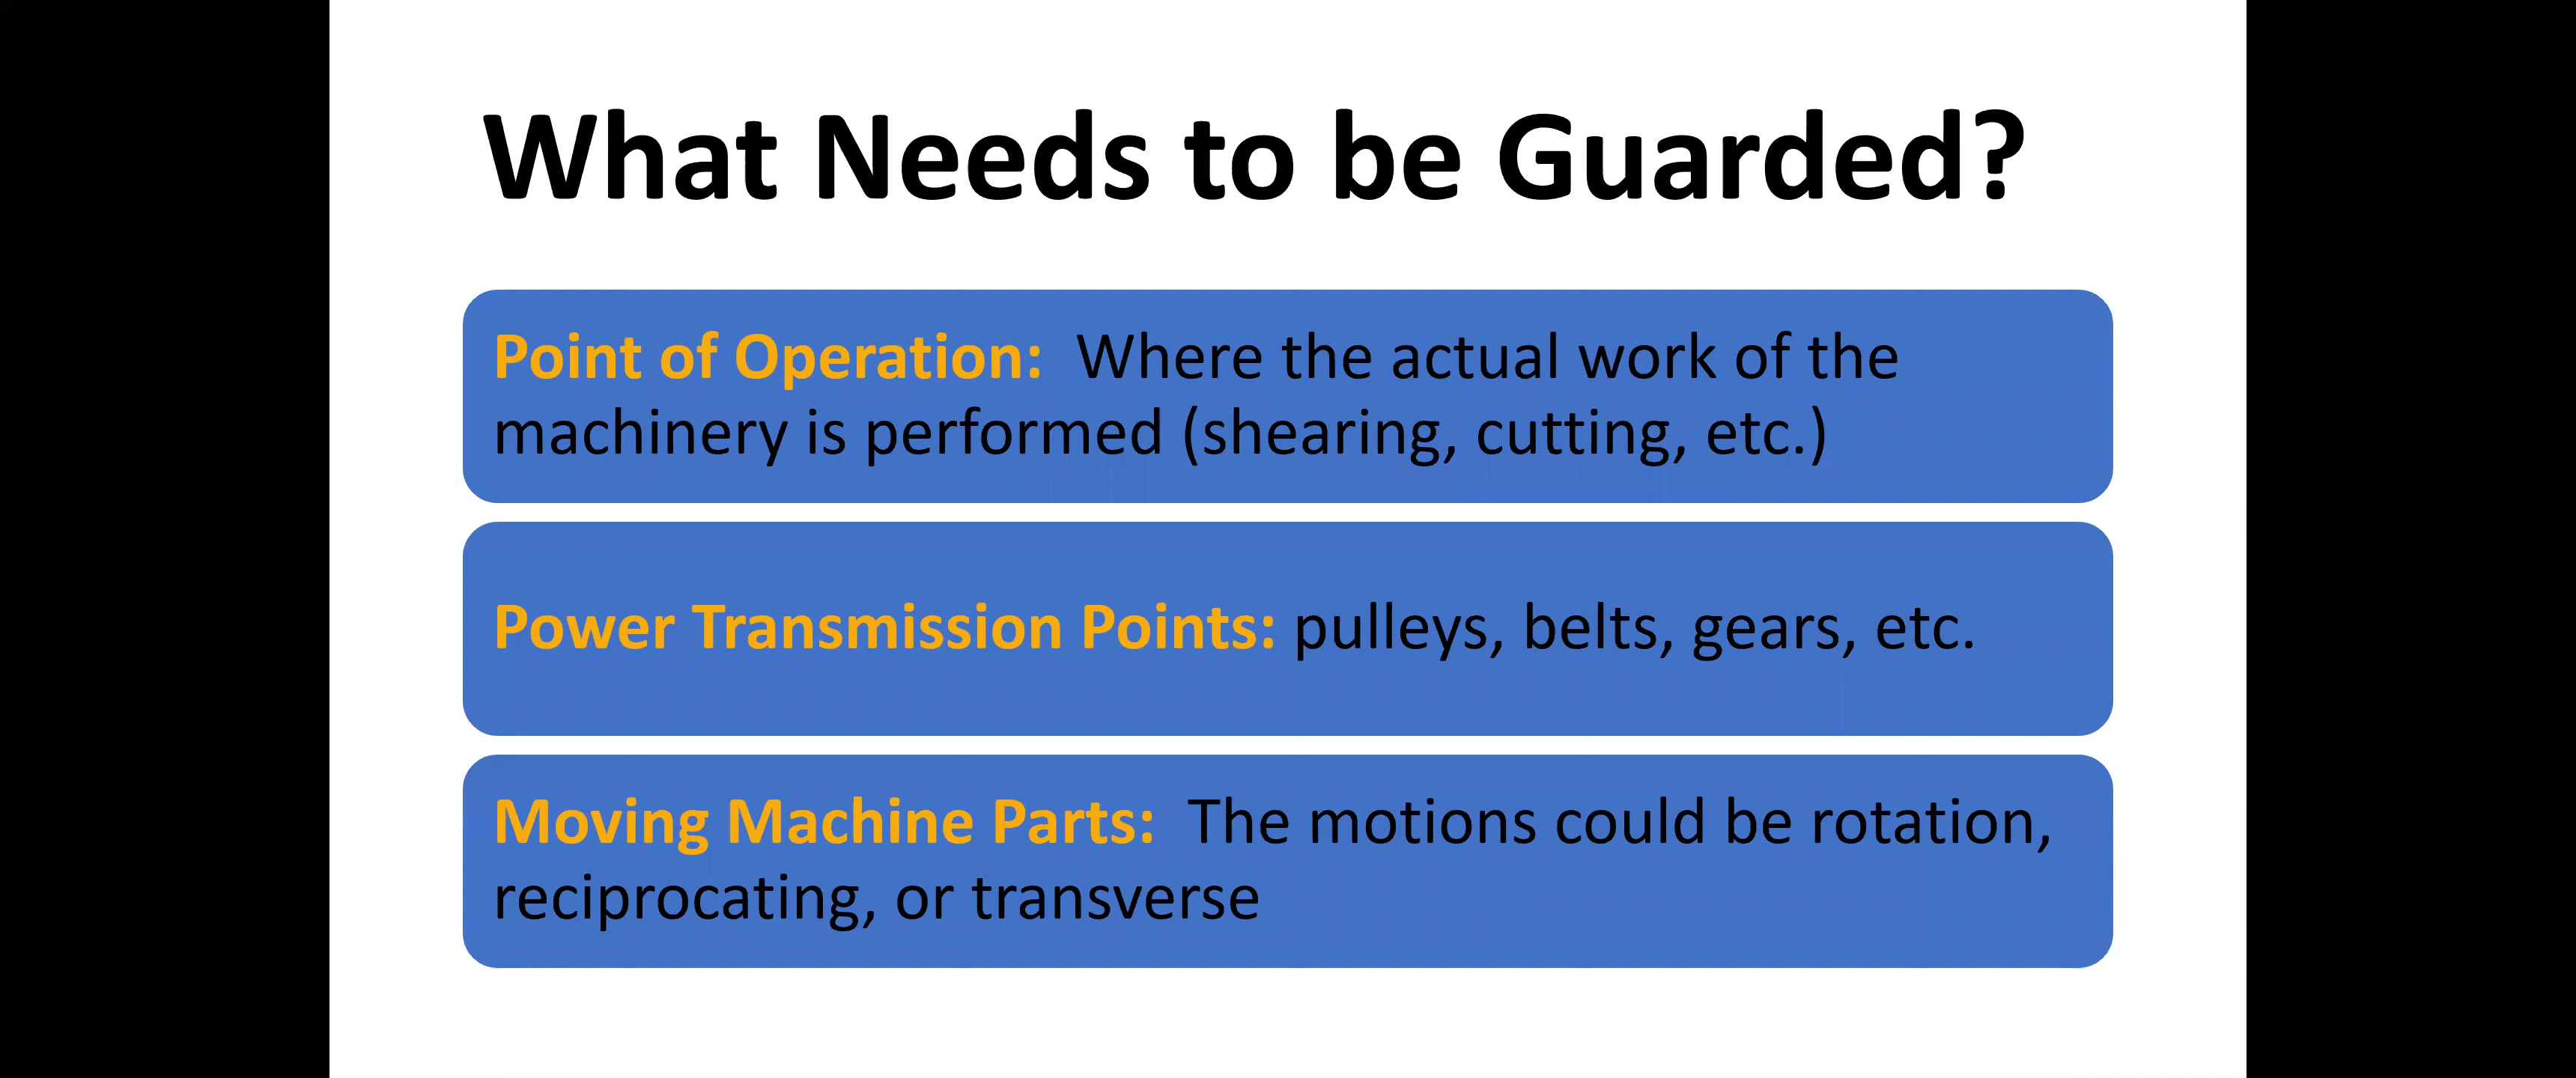 What Needs to be Guarded?
Point of Operation:  Where the actual work of the
machinery is performed (shearing, cutting, etc.)
Power Transmission Points: pulleys, belts, gears, etc.
Moving Machine Parts:  The motions could be rotation,
reciprocating, or transverse